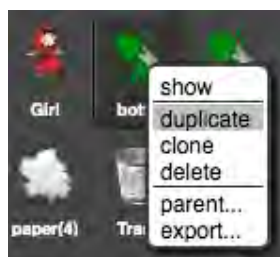 Girl
bot
show
duplicate
clone
delete
parent...
export...
paper(4)
Tra